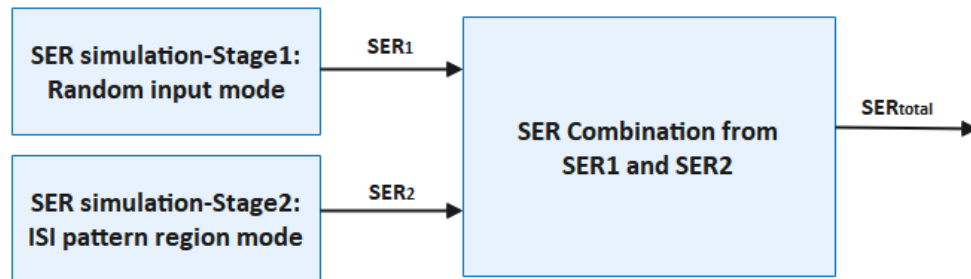 SER simulation-Stage1:
Random input mode
SER1
SER simulation-Stage2:
ISI pattern region mode
SER2
SER Combination from
SER1 and SER2
SERtotal